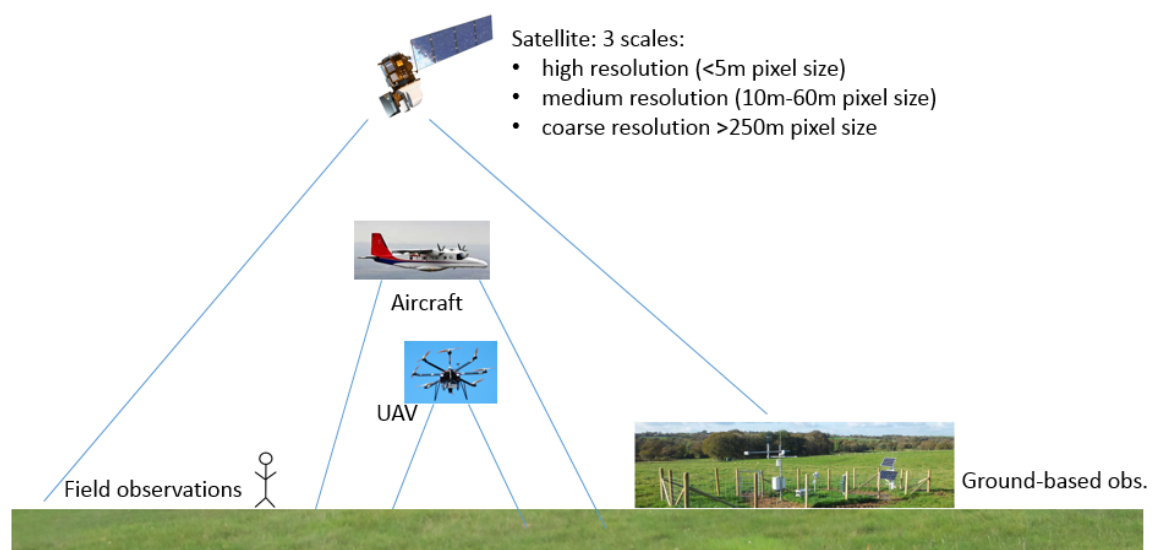 Satellite: 3 scales:
• high resolution (<5m pixel size)
• medium resolution (10m-60m pixel size)
• coarse resolution >250m pixel size
Aircraft
UAV
Field observations
Ground-based obs.